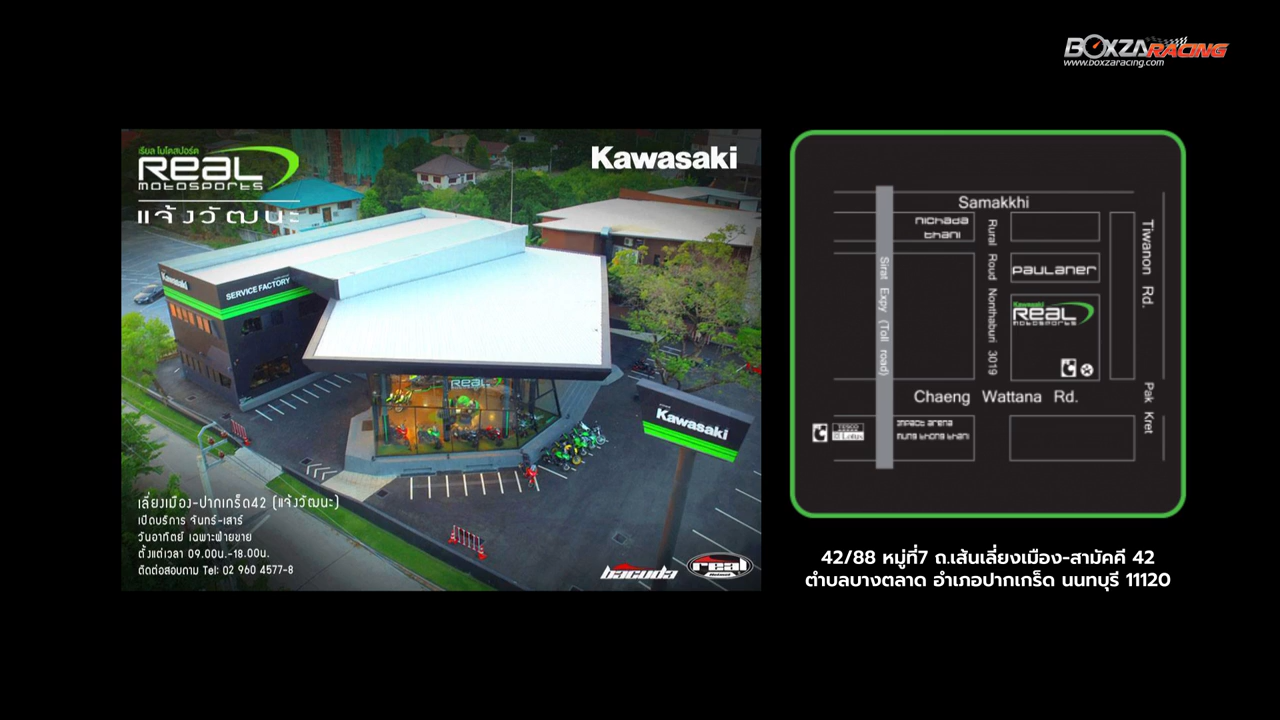 BOXZA RACING
www.boxzaracing.com
เรียล โมโตสปอร์ต
REAL
motosports
แจ้งวัฒนะ
Kawasaki
Kawasaki
SERVICE FACTORY
REAL
Kawasaki
เลี่ยงเมือง-ปากเกร็ด42 (แจ้งวัฒนะ)
เปิดบริการ จันทร์-เสาร์
วันอาทิตย์ เฉพาะฝ่ายขาย
ตั้งแต่เวลา 09.00น.-18.00น.
ติดต่อสอบถาม Tel: 02 960 4577-8
bacuda
real
Samakkhi
nichada
thani
Rural Roud Nonthaburi 3019
paulaner
Tiwanon Rd.
Sirat Expy (Toll road)
Kawasaki
REAL
motosports
Chaeng Wattana Rd.
Pak Kret
TESCO
Lotus
impact arena
mung thong thani
42/88 หมู่ที่7 ถ.เส้นเลี่ยงเมือง-สามัคคี 42
ตำบลบางตลาด อำเภอปากเกร็ด นนทบุรี 11120